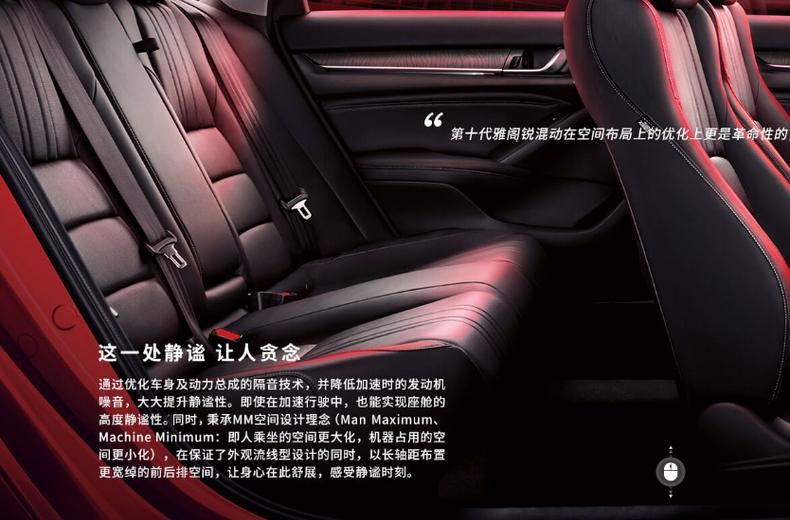 “
第十代雅阁锐混动在空间布局上的优化上更是革命性的
这一处静谧 让人贪念
通过优化车身及动力总成的隔音技术，并降低加速时的发动机
噪音，大大提升静谧性。即使在加速行驶中，也能实现座舱的
高度静谧性。同时，秉承MM空间设计理念（Man Maximum、
Machine Minimum：即人乘坐的空间更大化，机器占用的空
间更小化），在保证了外观流线型设计的同时，以长轴距布置
更宽绰的前后排空间，让身心在此舒展，感受静谧时刻。